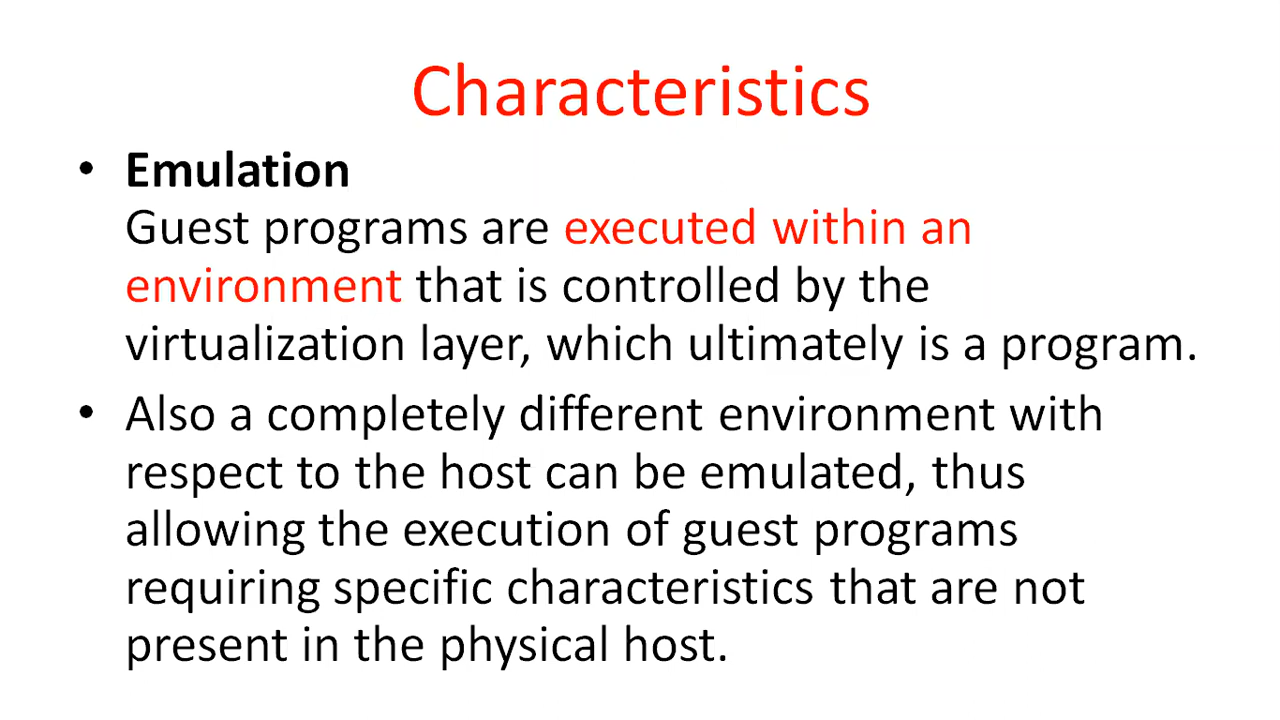 Characteristics
• Emulation
Guest programs are executed within an
environment that is controlled by the
virtualization layer, which ultimately is a program.
• Also a completely different environment with
respect to the host can be emulated, thus
allowing the execution of guest programs
requiring specific characteristics that are not
present in the physical host.